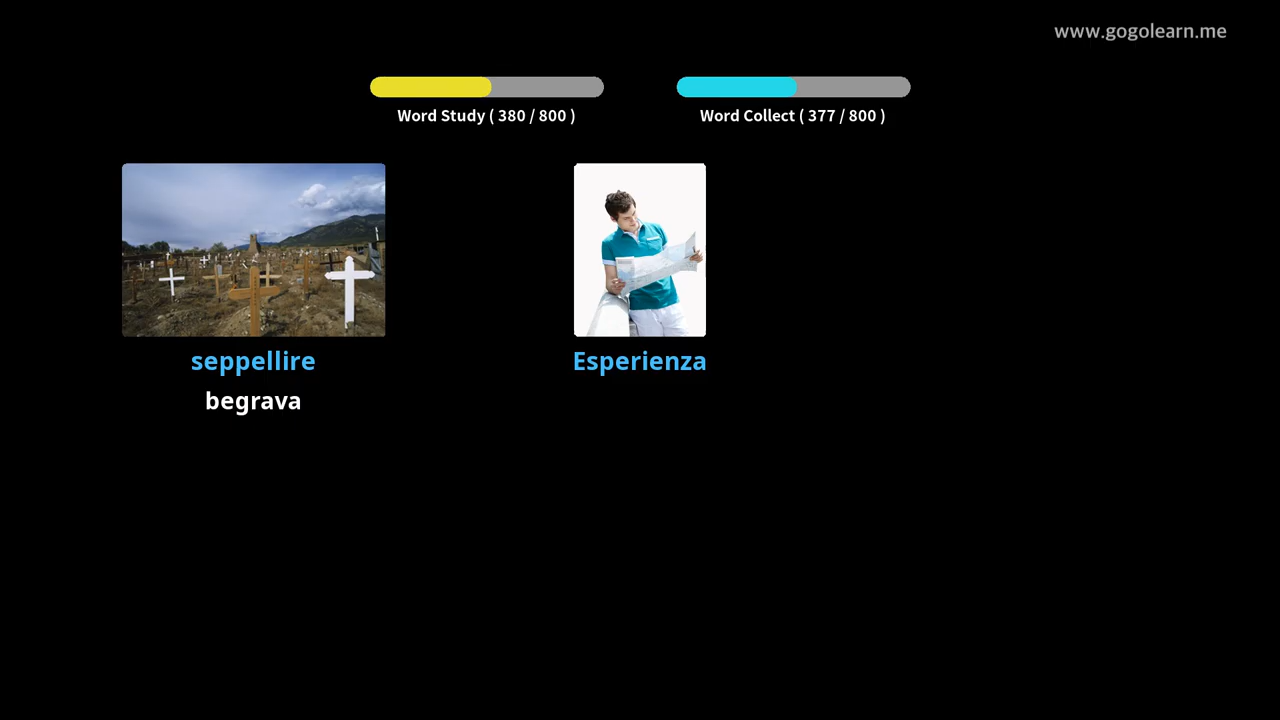 www.gogolearn.me
Word Study ( 380 / 800 )
Word Collect ( 377 / 800 )
seppellire
Esperienza
begrava